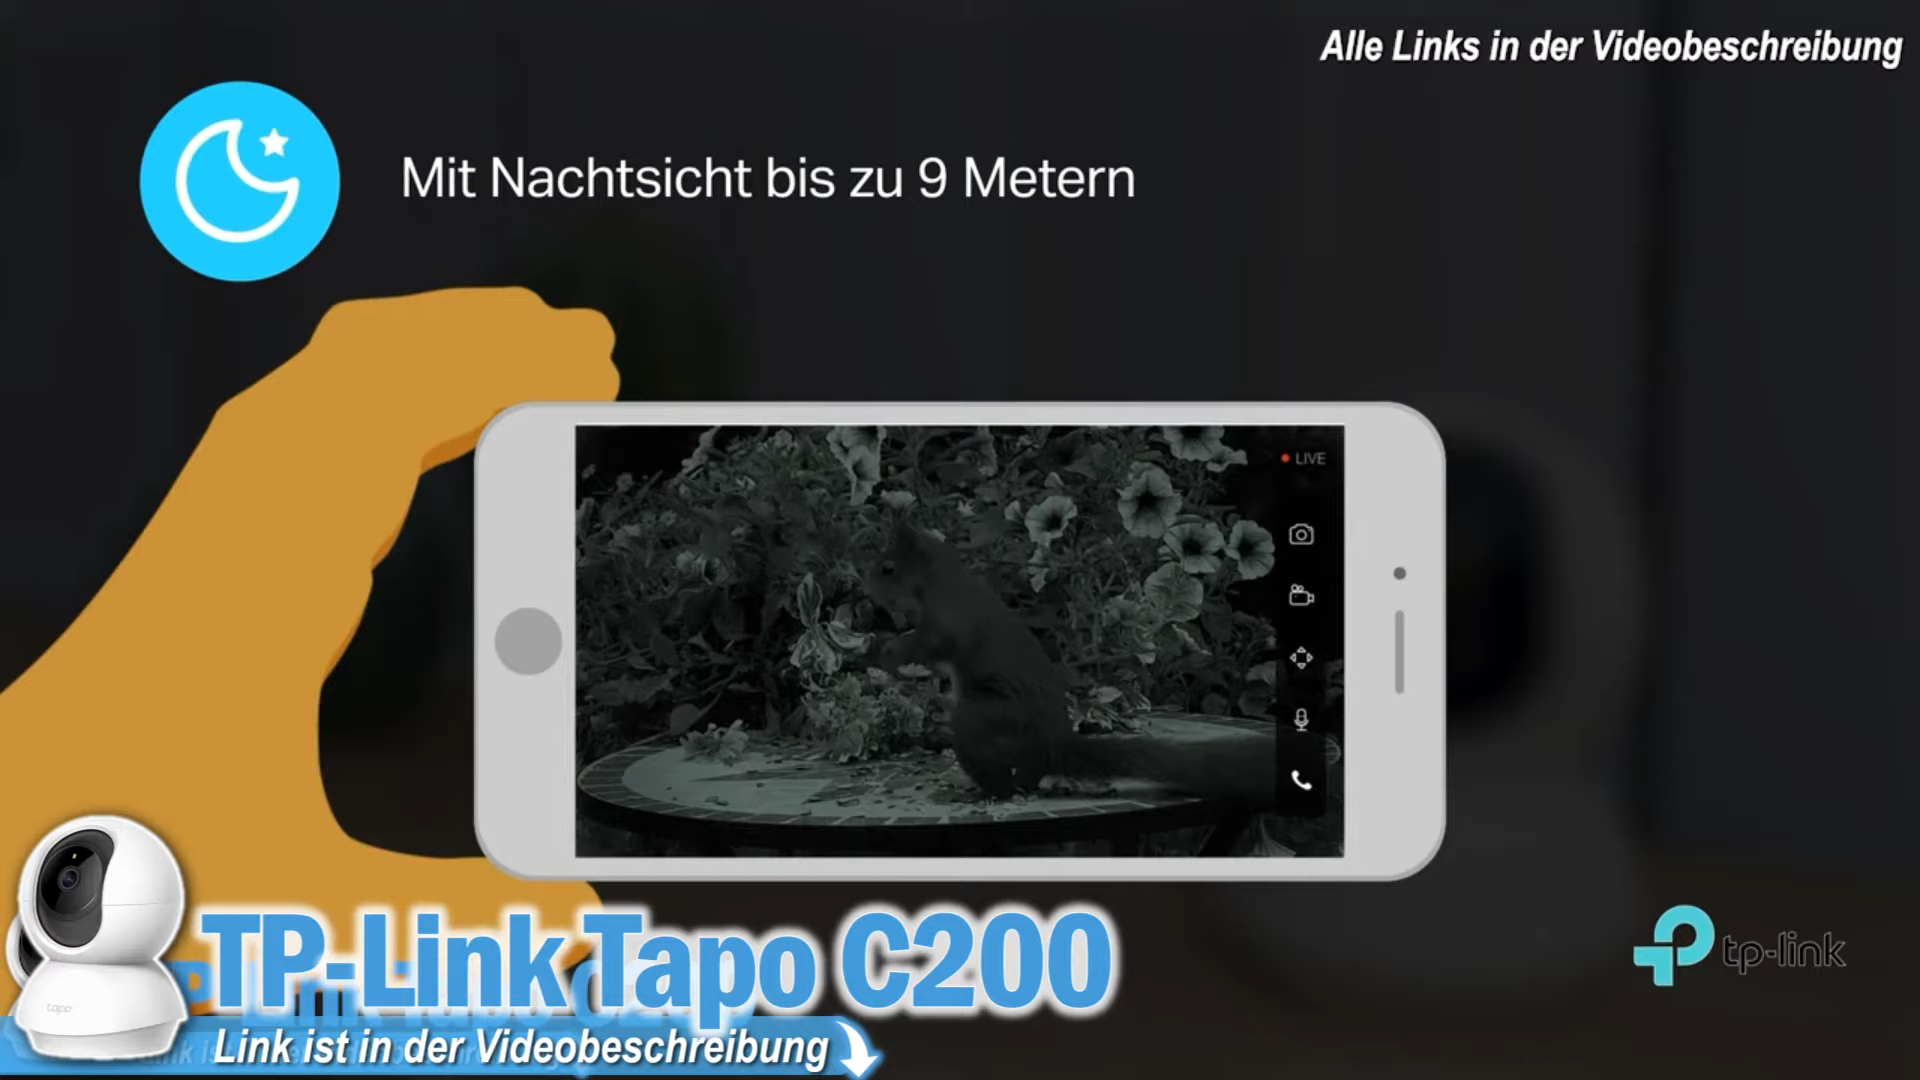 Alle Links in der Videobeschreibung
Mit Nachtsicht bis zu 9 Metern
LIVE
tapo
TP-Link Tapo C200
tp-link
Link ist in der Videobeschreibung